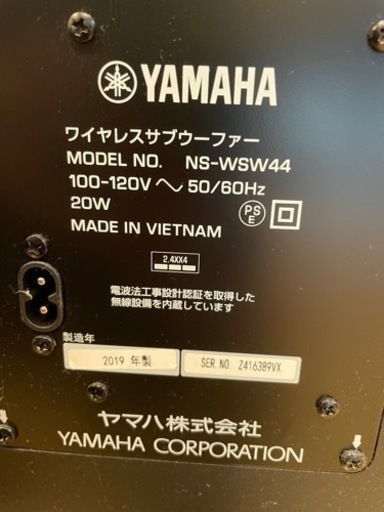 YAMAHA
ワイヤレスサブウーファー
MODEL NO. NS-WSW44
100-120V ～ 50/60Hz
20W
PS
E
MADE IN VIETNAM
2.4XX4
電波法工事設計認証を取得した
無線設備を内蔵しています
製造年
2019 年製
SER. NO. Z416389VX
ヤマハ株式会社
YAMAHA CORPORATION